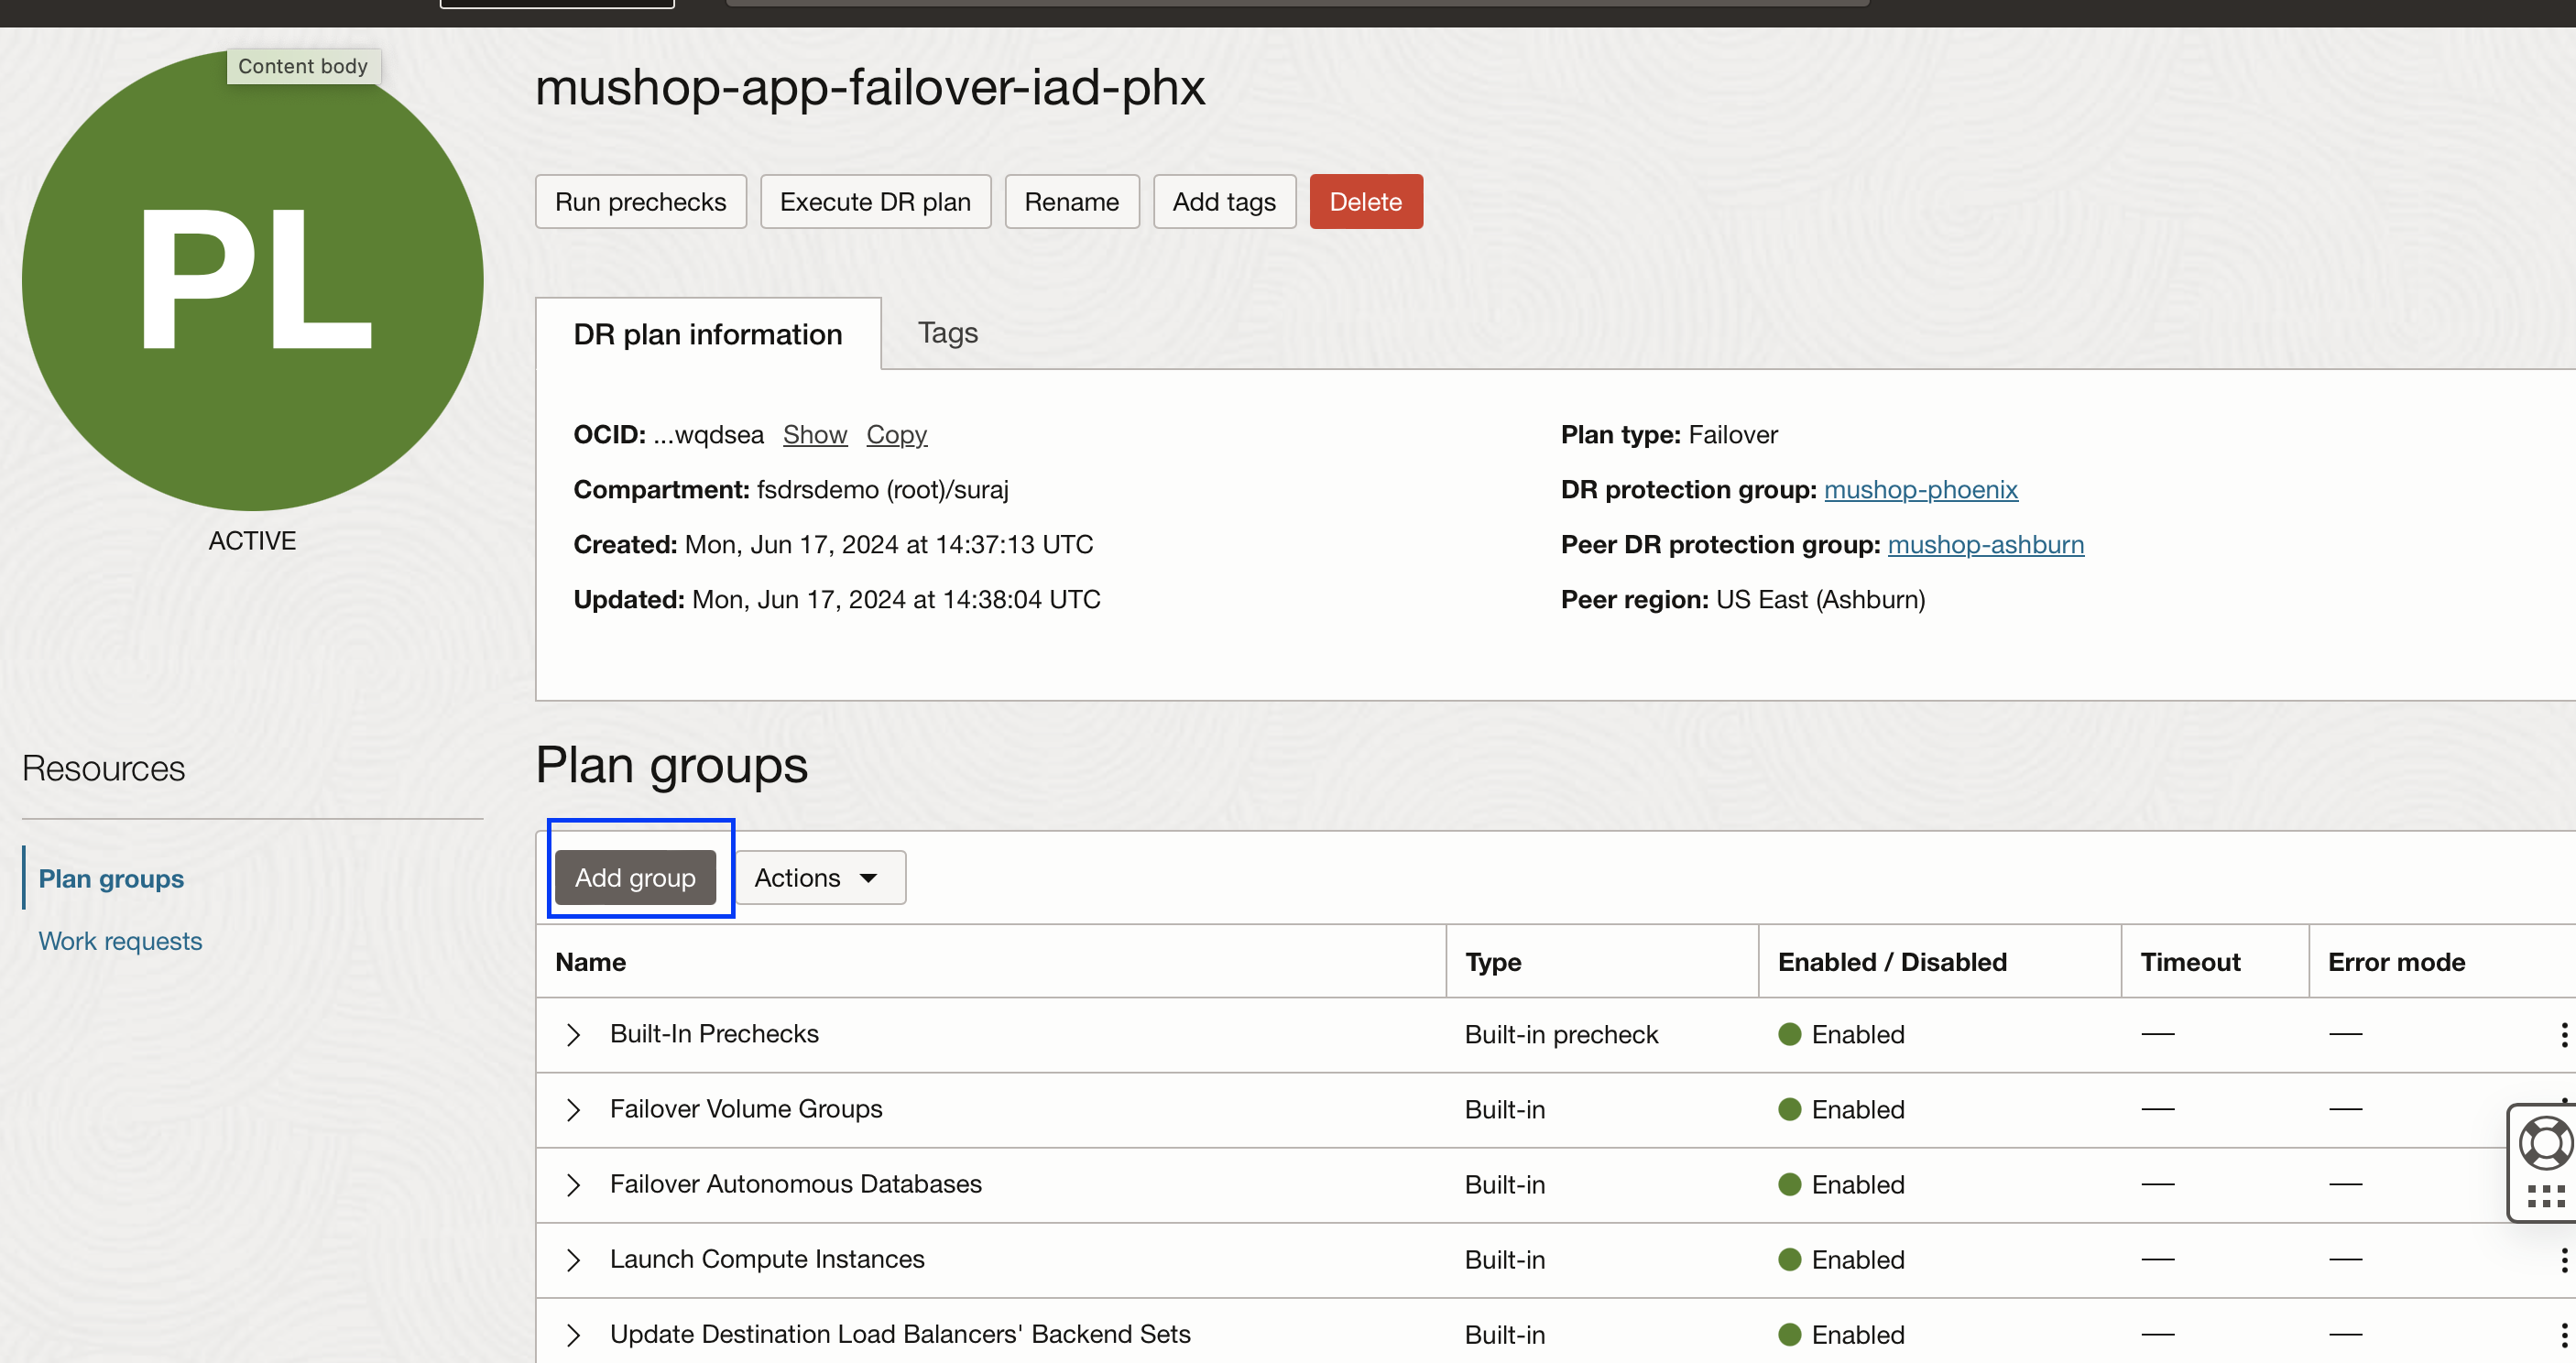 Content body
PL
ACTIVE
mushop-app-failover-iad-phx
Run prechecks Execute DR plan Rename Add tags Delete
DR plan information Tags
OCID: ...wqdsea Show Copy
Compartment: fsdrsdemo (root)/suraj
Created: Mon, Jun 17, 2024 at 14:37:13 UTC
Updated: Mon, Jun 17, 2024 at 14:38:04 UTC
Plan type: Failover
DR protection group: mushop-phoenix
Peer DR protection group: mushop-ashburn
Peer region: US East (Ashburn)
Resources
Plan groups
Work requests
Plan groups
Add group Actions
Name Type Enabled / Disabled Timeout Error mode
Built-In Prechecks Built-in precheck Enabled — —
Failover Volume Groups Built-in Enabled — —
Failover Autonomous Databases Built-in Enabled — —
Launch Compute Instances Built-in Enabled — —
Update Destination Load Balancers' Backend Sets Built-in Enabled — —